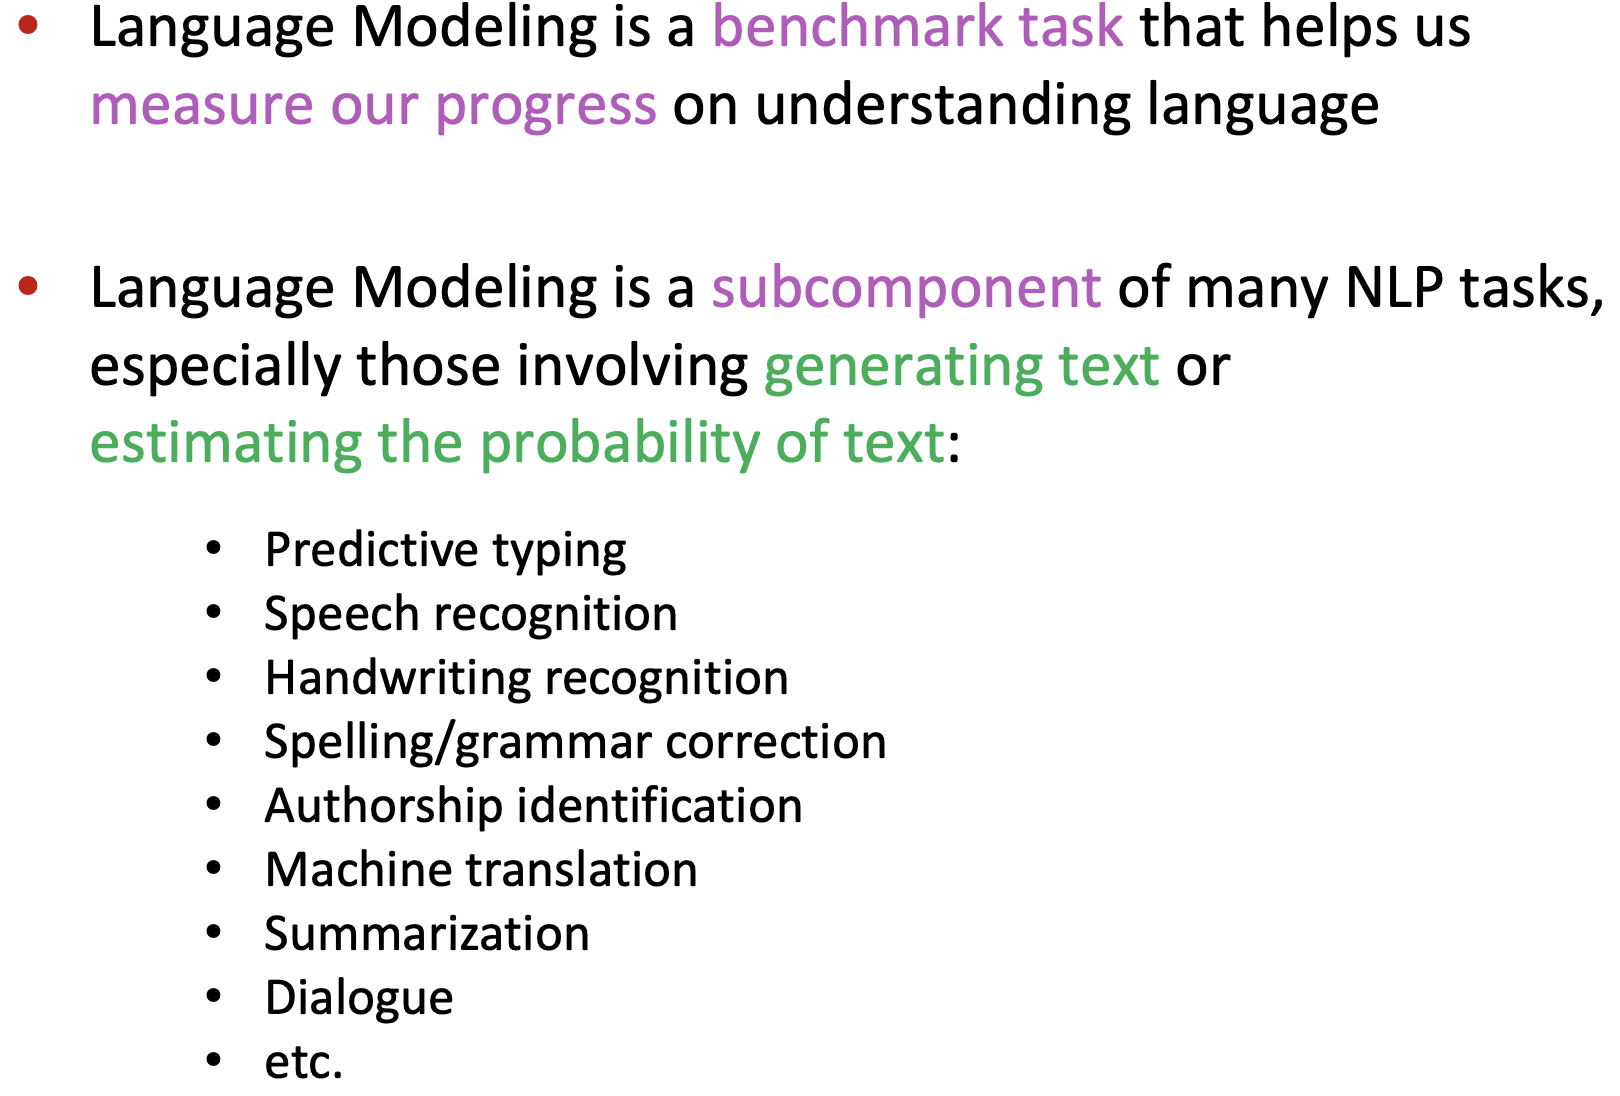 • Language Modeling is a benchmark task that helps us
measure our progress on understanding language
• Language Modeling is a subcomponent of many NLP tasks,
especially those involving generating text or
estimating the probability of text:
• Predictive typing
• Speech recognition
• Handwriting recognition
• Spelling/grammar correction
• Authorship identification
• Machine translation
• Summarization
• Dialogue
• etc.